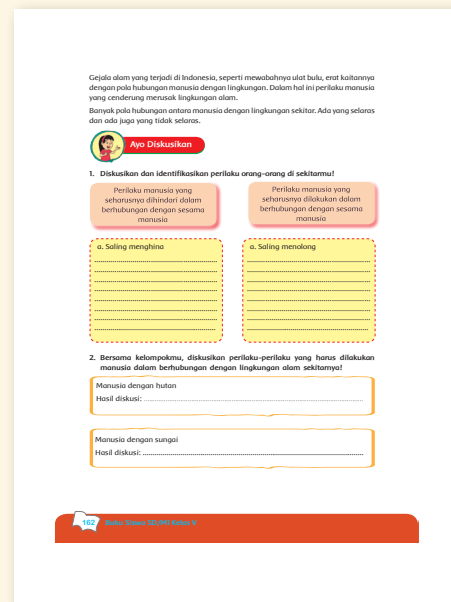 Gejala alam yang terjadi di Indonesia, seperti mewabahnya ulat bulu, erat kaitannya
dengan pola hubungan manusia dengan lingkungan. Dalam hal ini perilaku manusia
yang cenderung merusak lingkungan alam.
Banyak pola hubungan antara manusia dengan lingkungan sekitar. Ada yang selaras
dan ada juga yang tidak selaras.
Ayo Diskusikan
1. Diskusikan dan identifikasikan perilaku orang-orang di sekitarmu!
Perilaku manusia yang
seharusnya dihindari dalam
berhubungan dengan sesama
manusia
Perilaku manusia yang
seharusnya dilakukan dalam
berhubungan dengan sesama
manusia
a. Saling menghina
a. Saling menolong
2. Bersama kelompokmu, diskusikan perilaku-perilaku yang harus dilakukan
manusia dalam berhubungan dengan lingkungan alam sekitarnya!
Manusia dengan hutan
Hasil diskusi:
Manusia dengan sungai
Hasil diskusi:
162 Buku Siswa SD/MI Kelas V